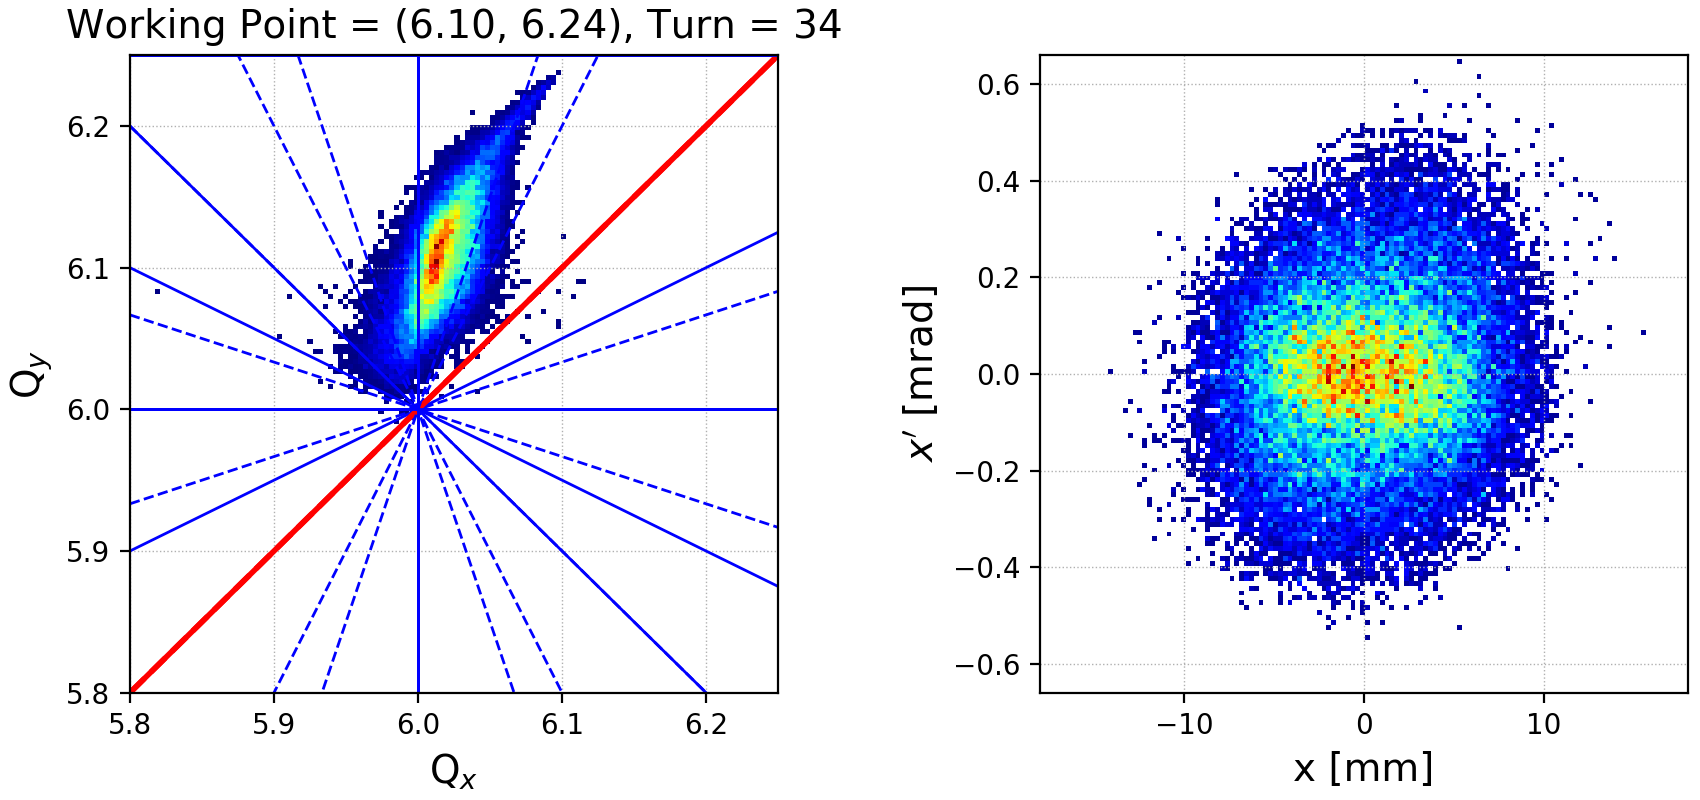 Working Point = (6.10, 6.24), Turn = 34
6.2
6.1
6.0
5.9
5.8
Q_y
5.8 5.9 6.0 6.1 6.2
Q_x
0.6
0.4
0.2
0.0
−0.2
−0.4
−0.6
x′ [mrad]
−10 0 10
x [mm]